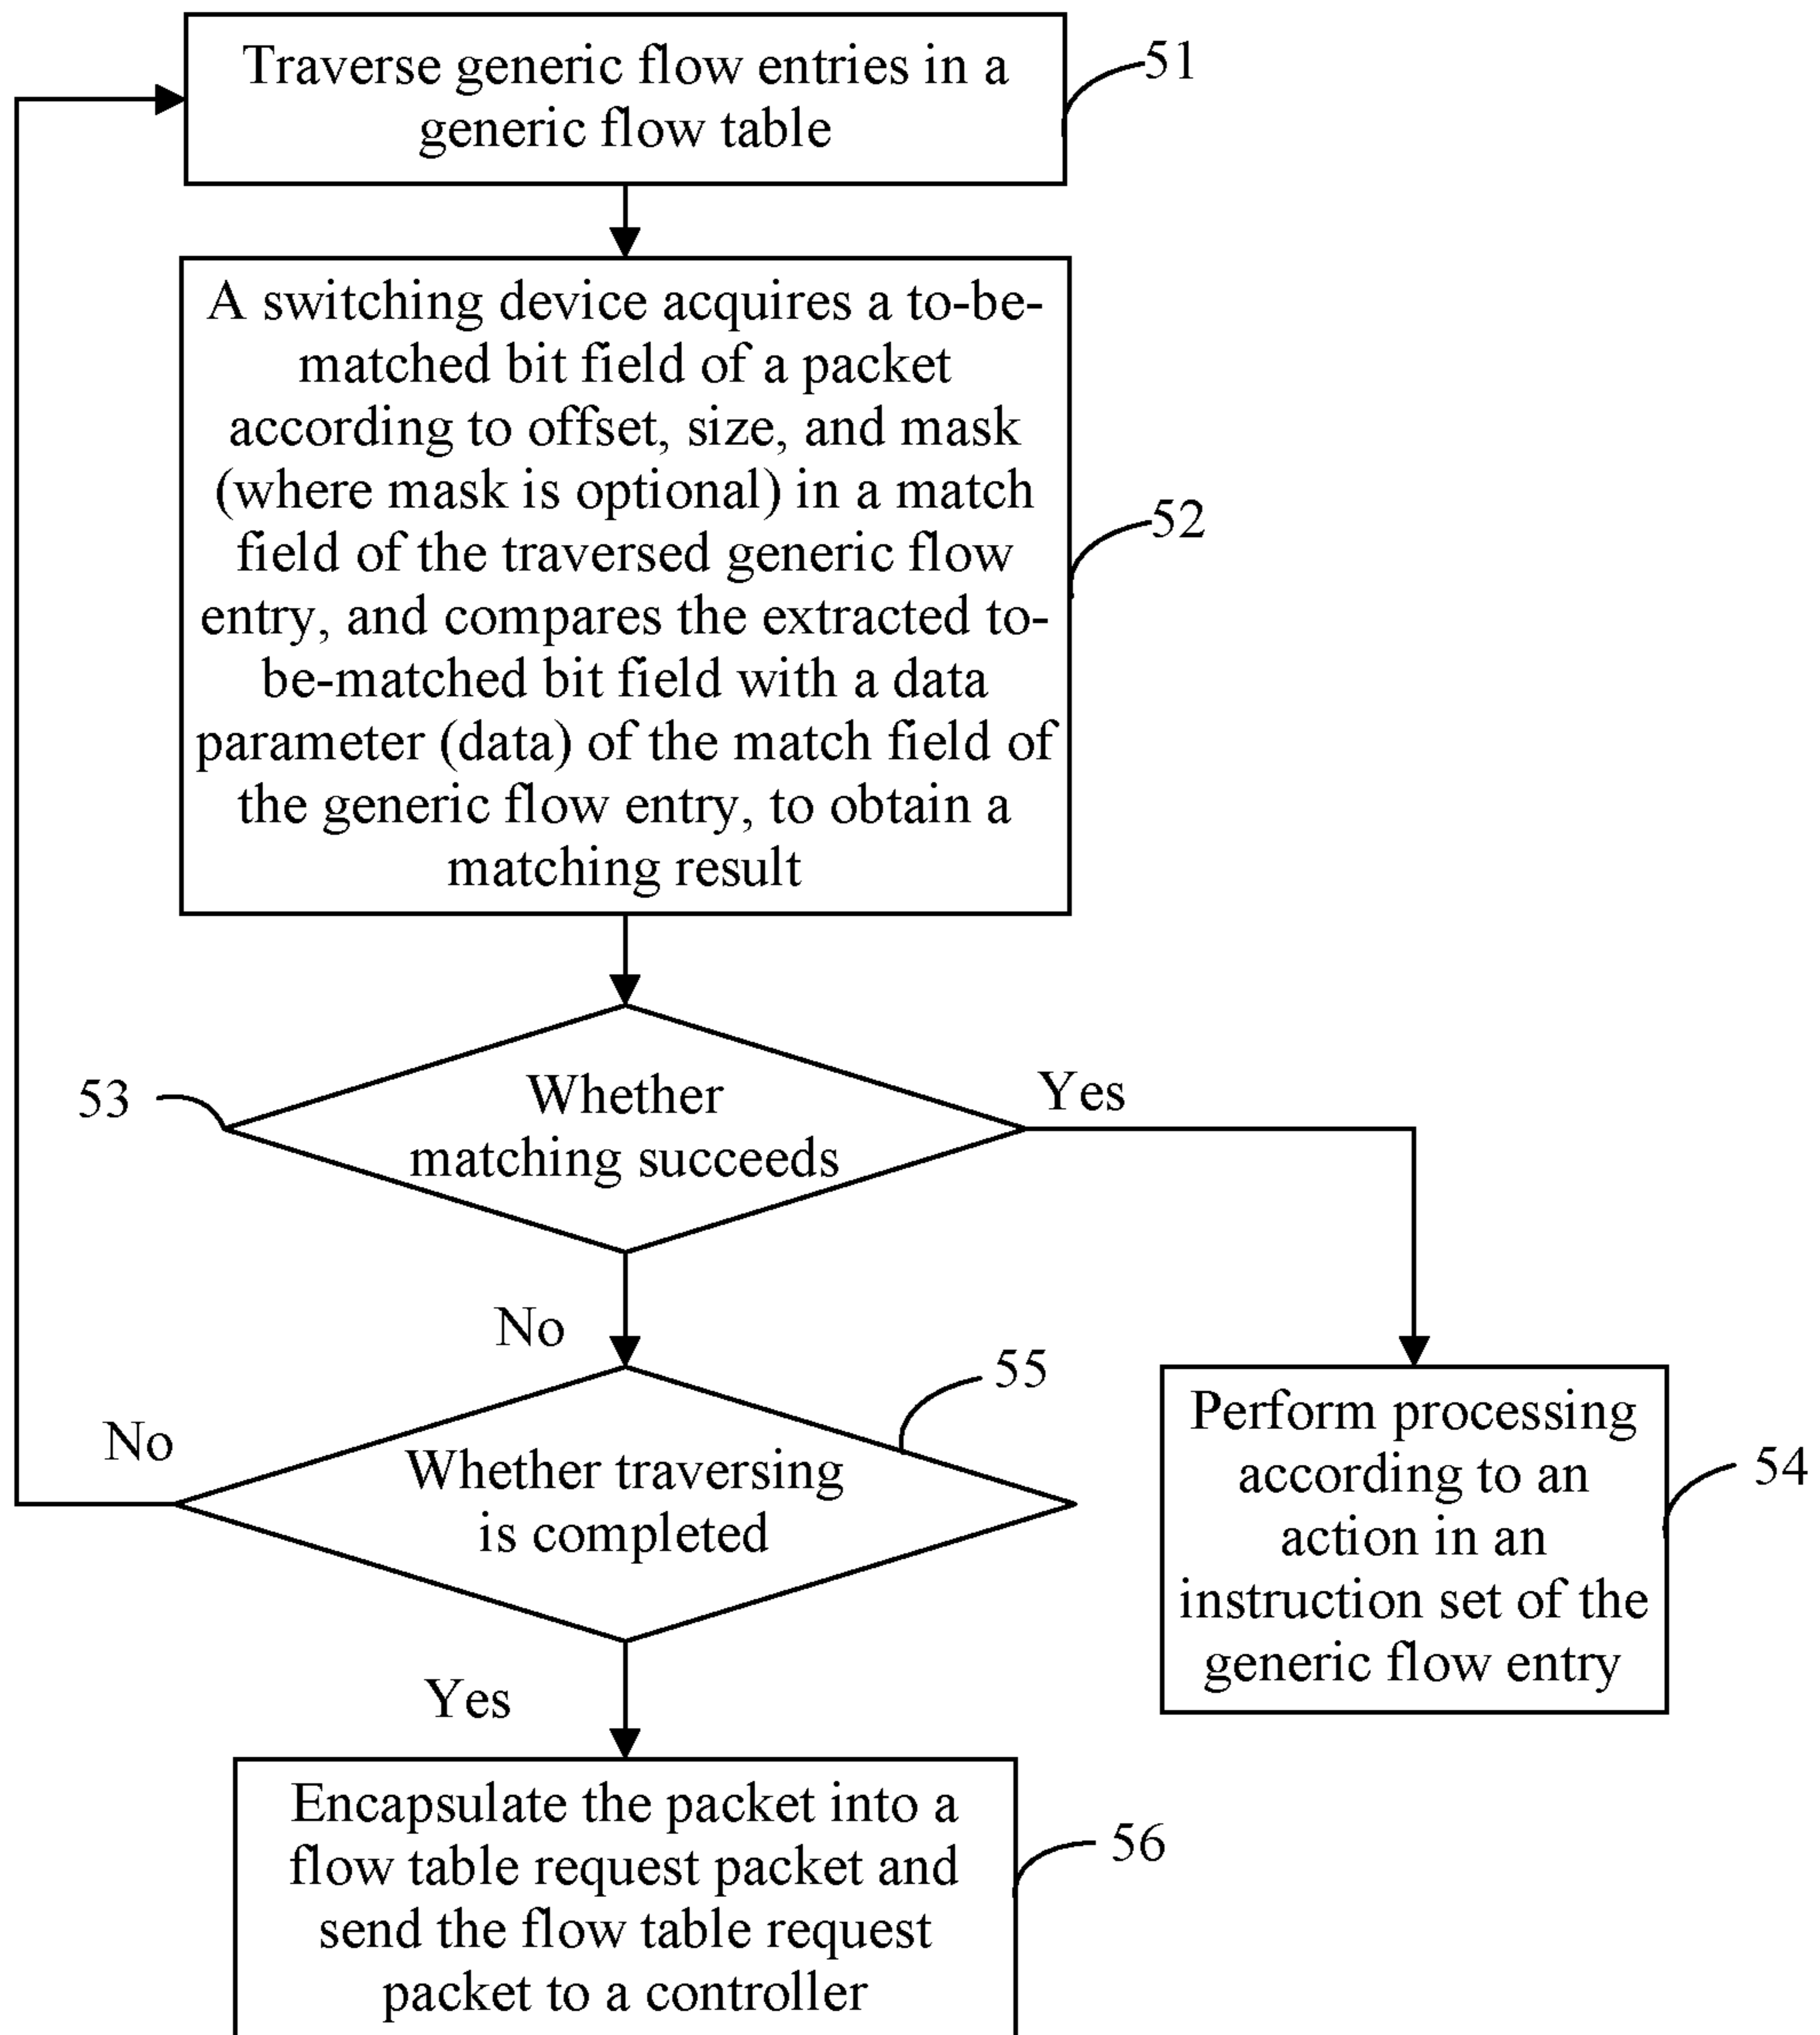 Traverse generic flow entries in a
generic flow table
51
A switching device acquires a to-be-
matched bit field of a packet
according to offset, size, and mask
(where mask is optional) in a match
field of the traversed generic flow
entry, and compares the extracted to-
be-matched bit field with a data
parameter (data) of the match field of
the generic flow entry, to obtain a
matching result
52
53
Whether
matching succeeds
Yes
No
55
No
Whether traversing
is completed
Perform processing
according to an
action in an
instruction set of the
generic flow entry
54
Yes
Encapsulate the packet into a
flow table request packet and
send the flow table request
packet to a controller
56